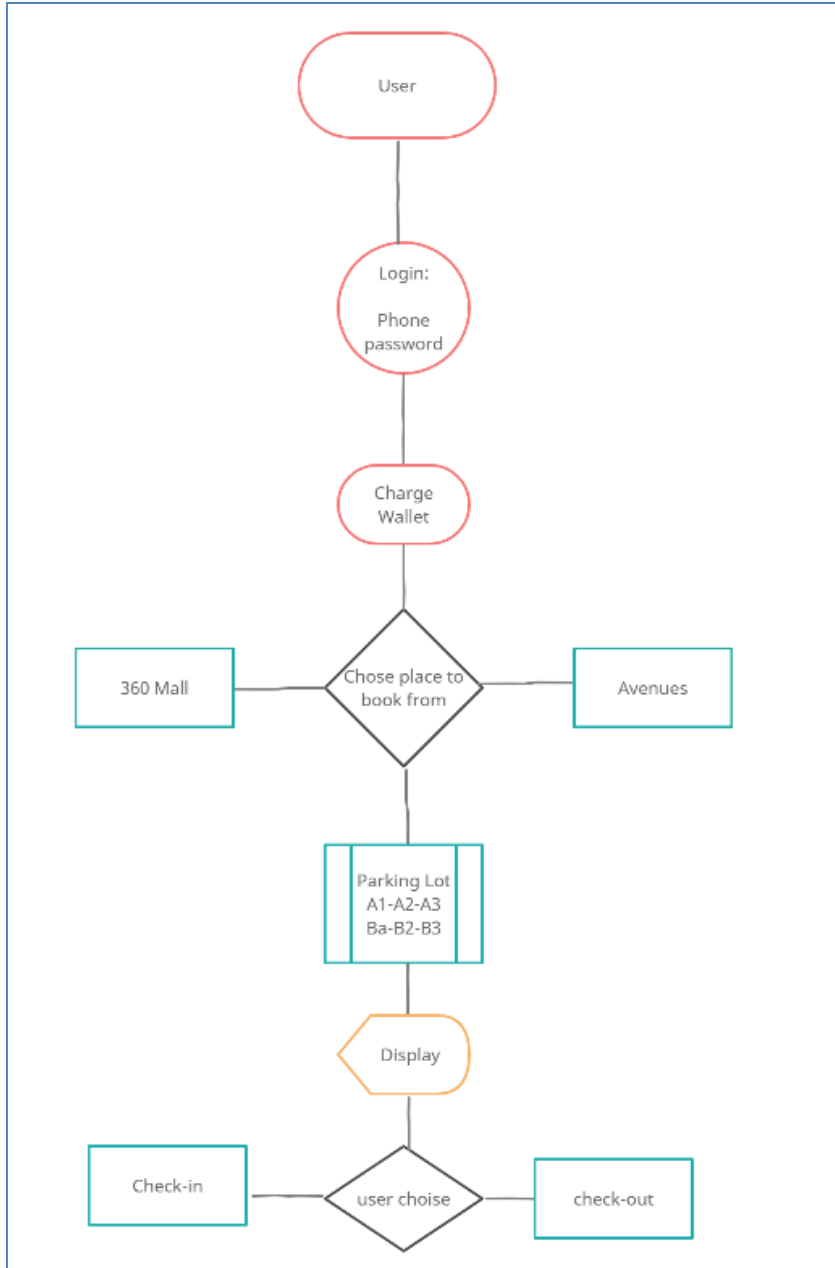 User
Login:
Phone
password
Charge
Wallet
Chose place to
book from
360 Mall
Avenues
Parking Lot
A1-A2-A3
Ba-B2-B3
Display
Check-in
user choise
check-out